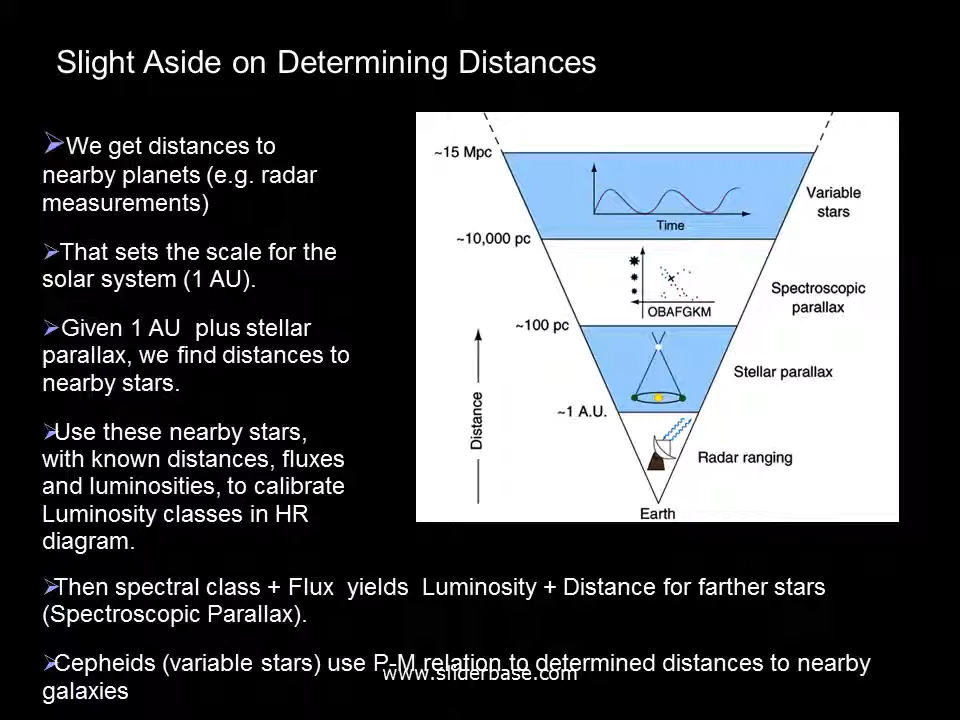 Slight Aside on Determining Distances
➢We get distances to
nearby planets (e.g. radar
measurements)
➢That sets the scale for the
solar system (1 AU).
➢Given 1 AU plus stellar
parallax, we find distances to
nearby stars.
➢Use these nearby stars,
with known distances, fluxes
and luminosities, to calibrate
Luminosity classes in HR
diagram.
➢Then spectral class + Flux yields Luminosity + Distance for farther stars
(Spectroscopic Parallax).
➢Cepheids (variable stars) use P-M relation to determined distances to nearby
galaxies
www.sliderbase.com
~15 Mpc
Variable
stars
Time
~10,000 pc
Spectroscopic
parallax
OBAFGKM
~100 pc
Stellar parallax
~1 A.U.
Distance
Radar ranging
Earth